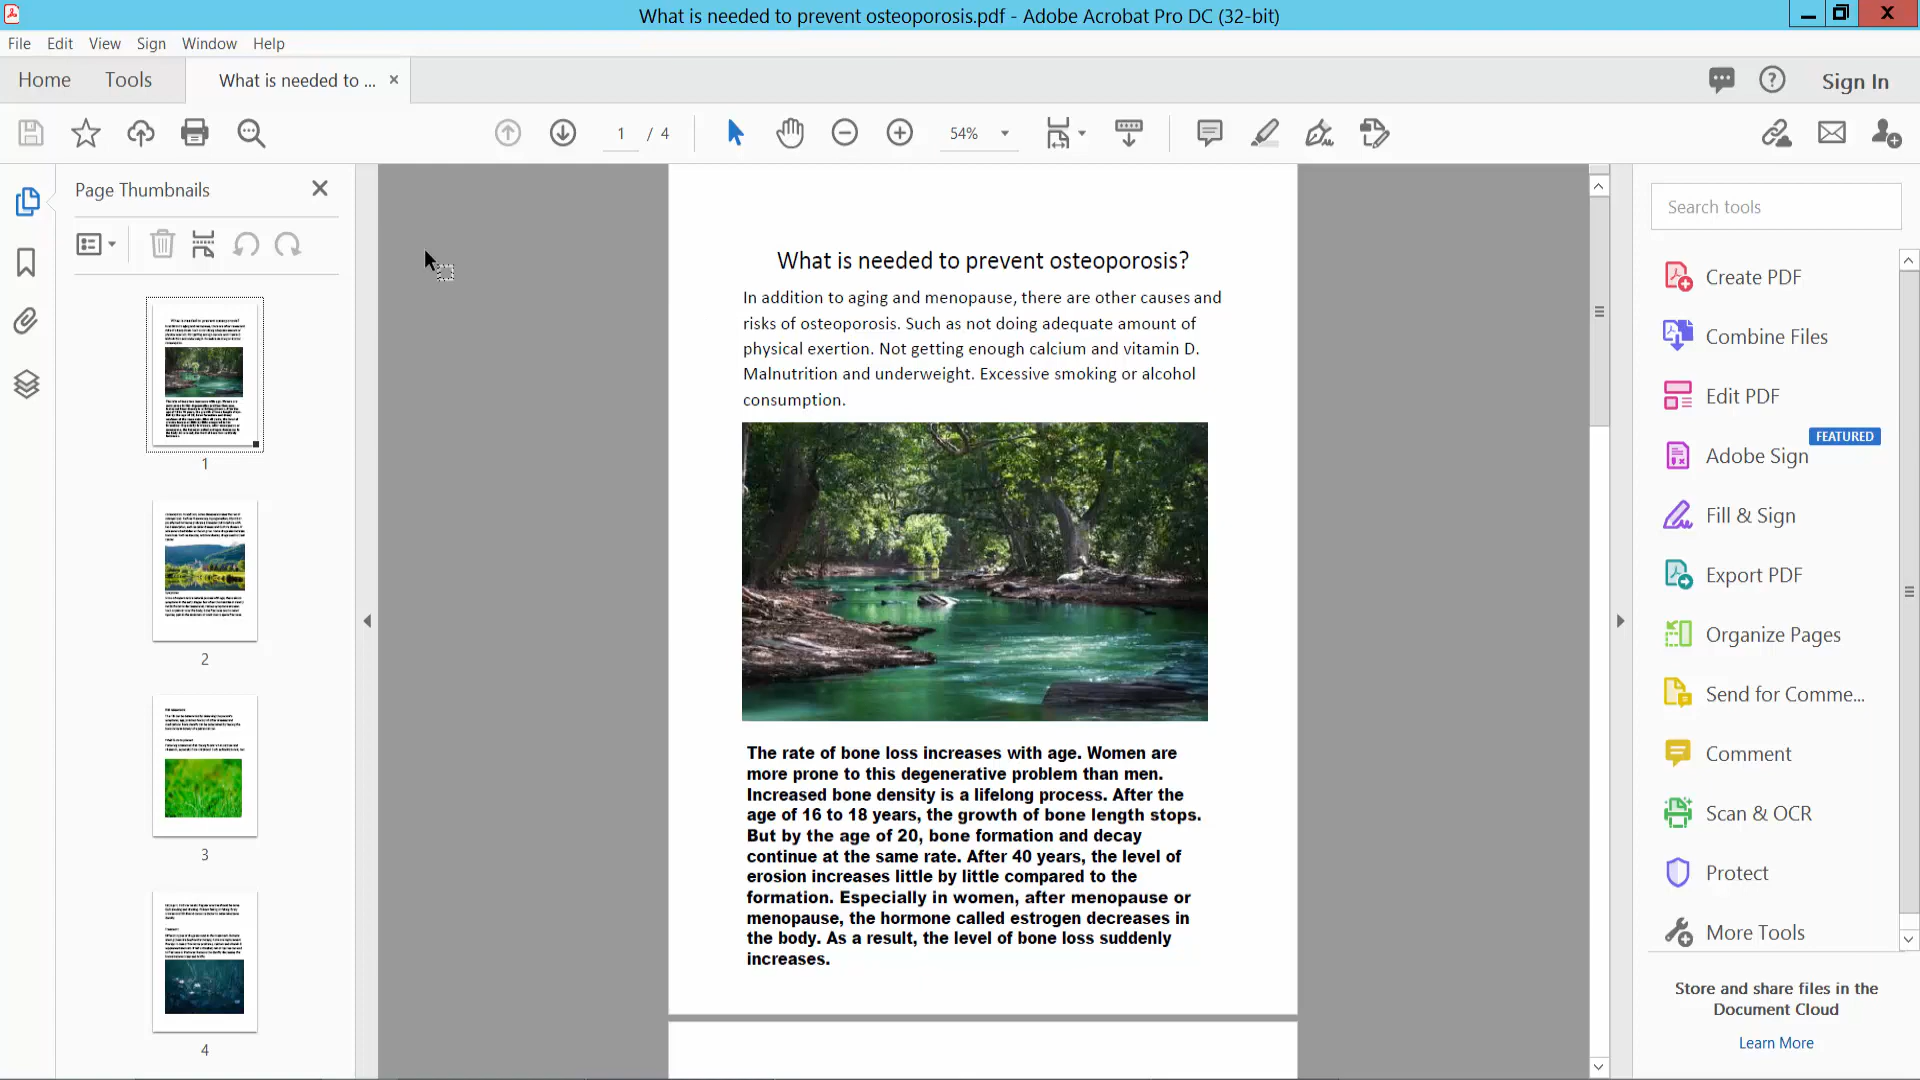 What is needed to prevent osteoporosis.pdf - Adobe Acrobat Pro DC (32-bit)
File Edit View Sign Window Help
Home Tools What is needed to ... × Sign In
1 / 4 54%
Page Thumbnails
1
2
3
4
What is needed to prevent osteoporosis?
In addition to aging and menopause, there are other causes and
risks of osteoporosis. Such as not doing adequate amount of
physical exertion. Not getting enough calcium and vitamin D.
Malnutrition and underweight. Excessive smoking or alcohol
consumption.
The rate of bone loss increases with age. Women are
more prone to this degenerative problem than men.
Increased bone density is a lifelong process. After the
age of 16 to 18 years, the growth of bone length stops.
But by the age of 20, bone formation and decay
continue at the same rate. After 40 years, the level of
erosion increases little by little compared to the
formation. Especially in women, after menopause or
menopause, the hormone called estrogen decreases in
the body. As a result, the level of bone loss suddenly
increases.
Search tools
Create PDF
Combine Files
Edit PDF
FEATURED
Adobe Sign
Fill & Sign
Export PDF
Organize Pages
Send for Comme...
Comment
Scan & OCR
Protect
More Tools
Store and share files in the
Document Cloud
Learn More